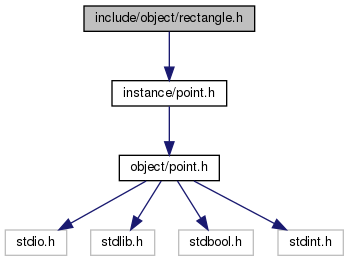 include/object/rectangle.h
instance/point.h
object/point.h
stdio.h
stdlib.h
stdbool.h
stdint.h